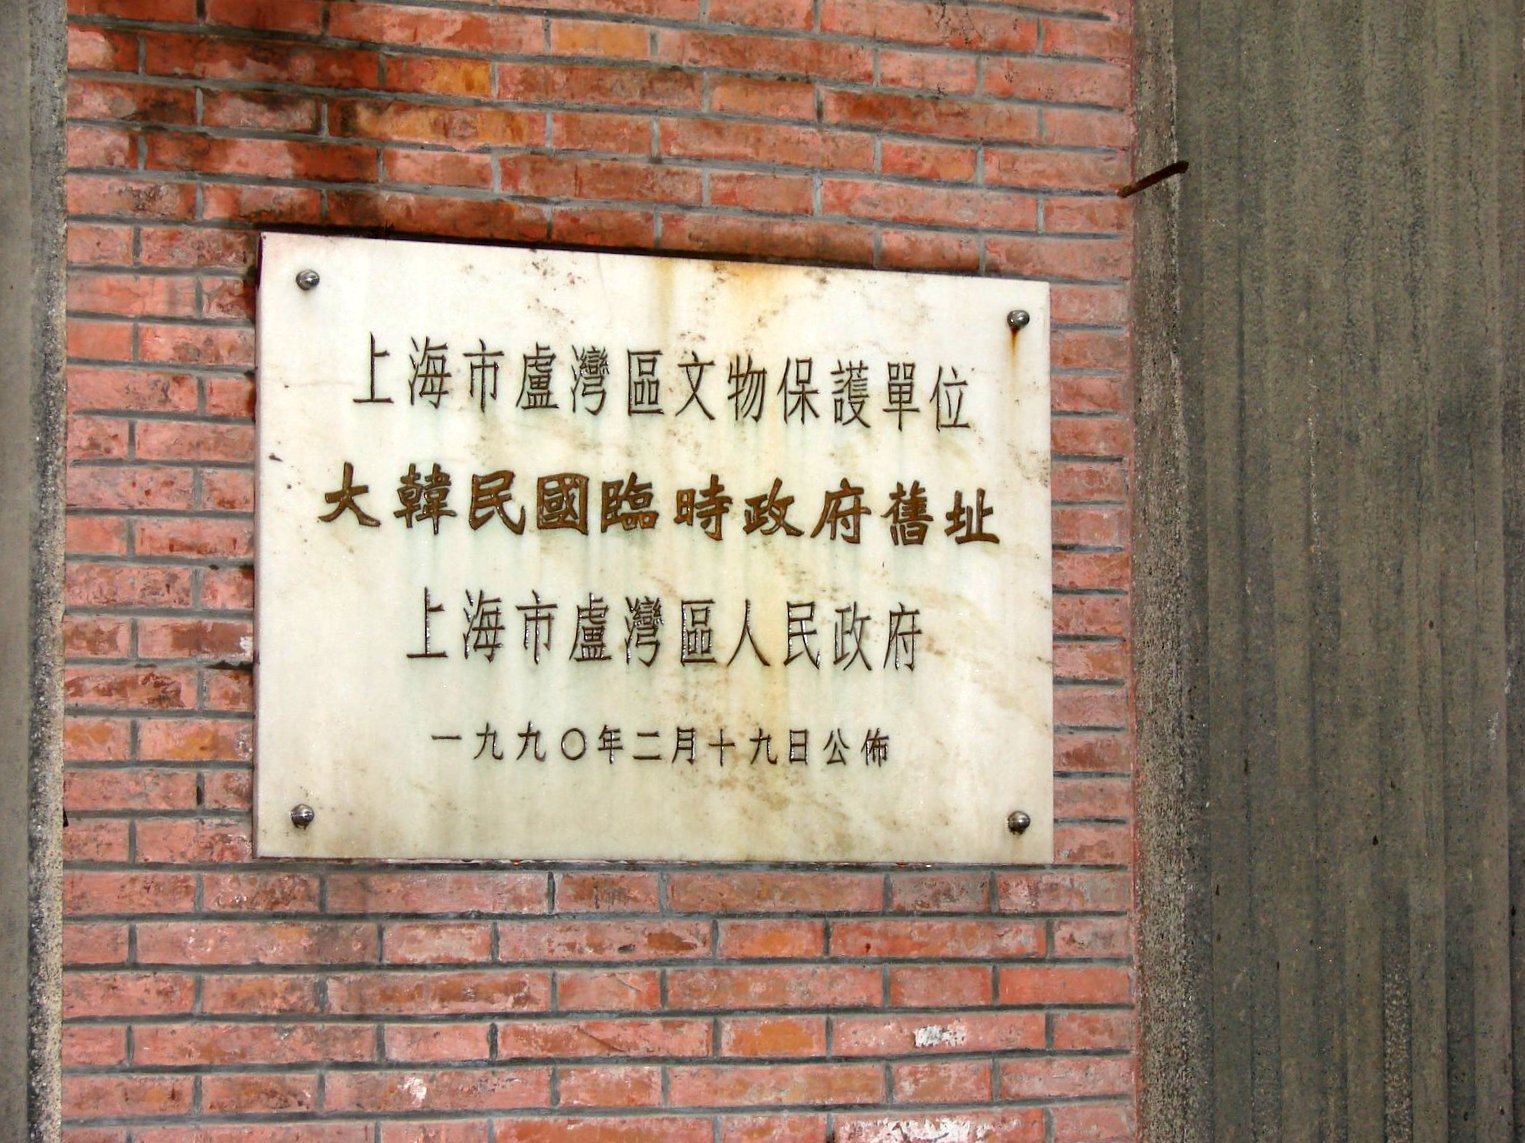 上海市盧灣區文物保護單位
大韓民國臨時政府舊址
上海市盧灣區人民政府
一九九〇年二月十九日公佈